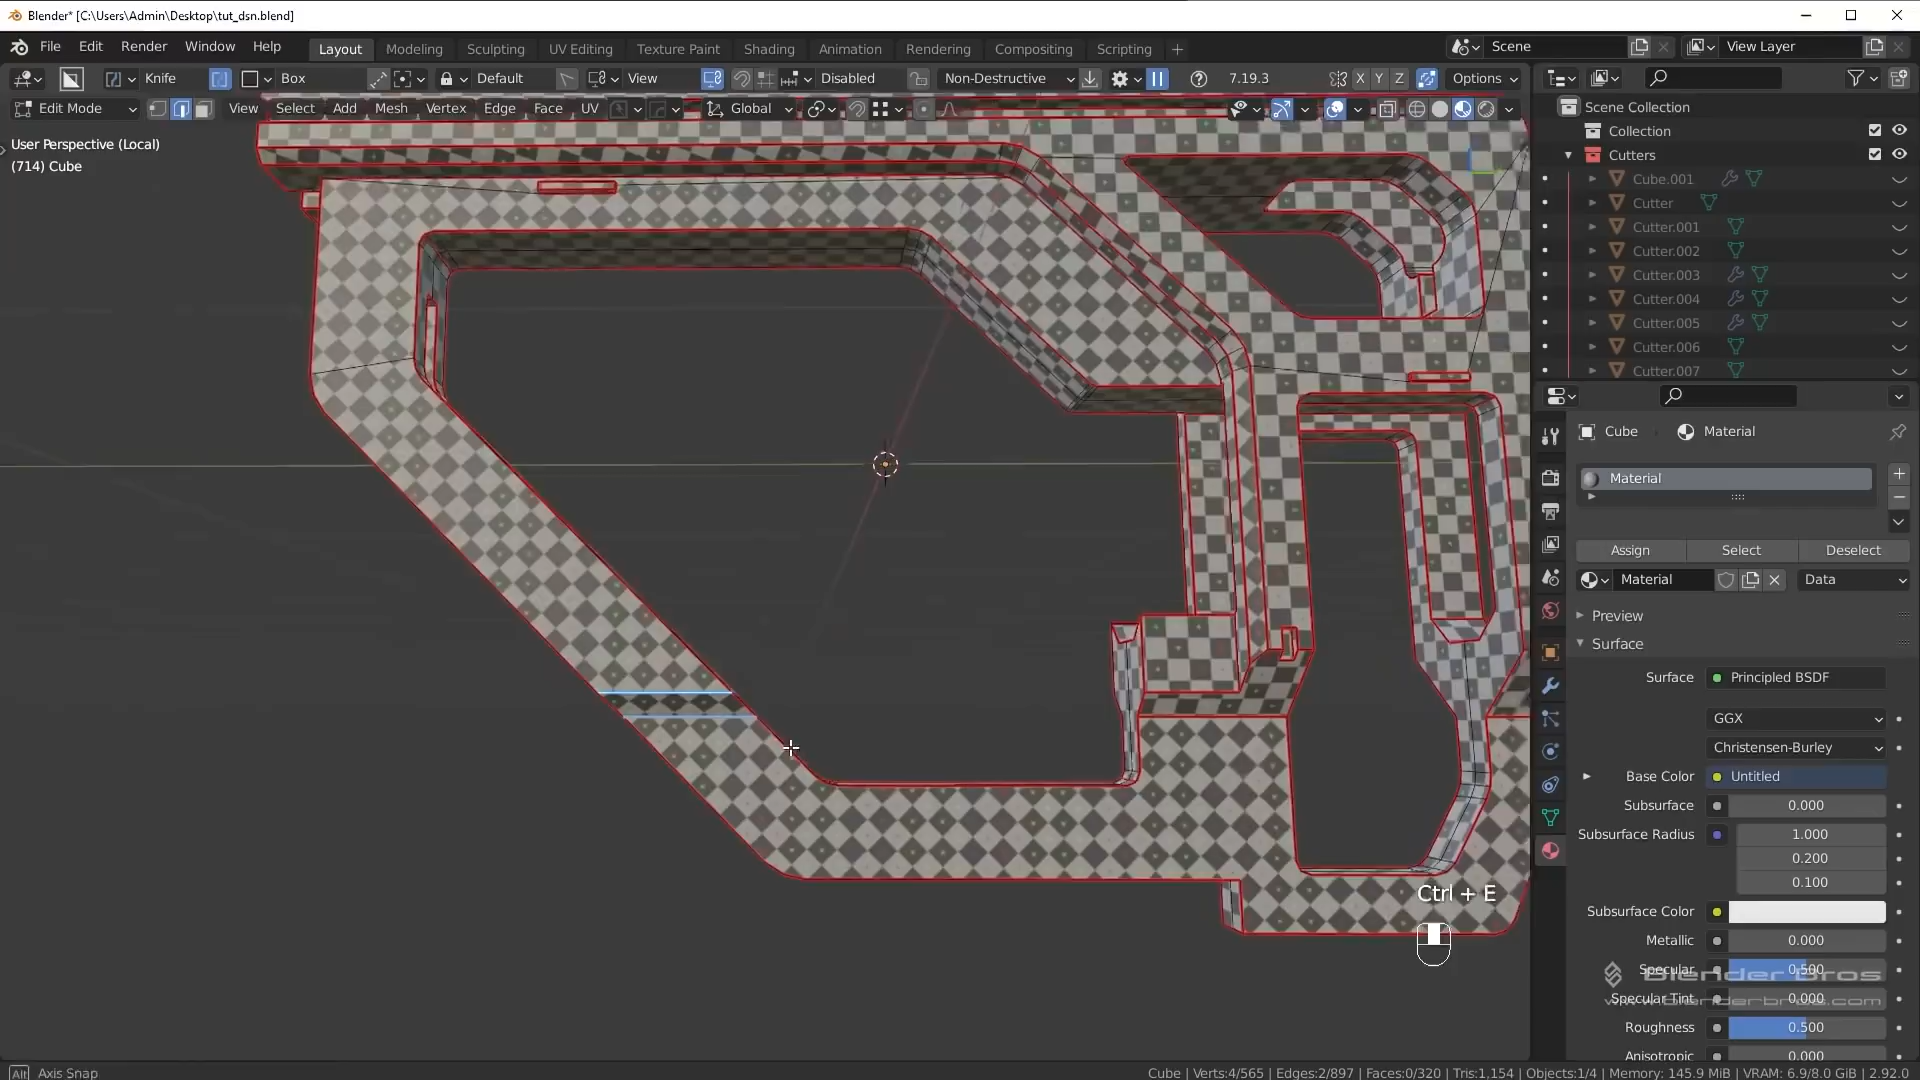 Blender* [C:\Users\Admin\Desktop\tut_dsn.blend]
File Edit Render Window Help Layout Modeling Sculpting UV Editing Texture Paint Shading Animation Rendering Compositing Scripting + Scene View Layer
Knife Box Default View Disabled Non-Destructive 7.19.3 X Y Z Options
Edit Mode View Select Add Mesh Vertex Edge Face UV Global
User Perspective (Local)
(714) Cube
Scene Collection
Collection
Cutters
Cube.001
Cutter
Cutter.001
Cutter.002
Cutter.003
Cutter.004
Cutter.005
Cutter.006
Cutter.007
Cube Material
Material
Assign Select Deselect
Material Data
Preview
Surface
Surface Principled BSDF
GGX
Christensen-Burley
Base Color Untitled
Subsurface 0.000
Subsurface Radius 1.000
0.200
0.100
Subsurface Color
Metallic 0.000
Specular 0.500
Specular Tint 0.000
Roughness 0.500
Anisotropic 0.000
Blender Bros
www.blenderbros.com
Ctrl + E
Alt Axis Snap
Cube | Verts:4/565 | Edges:2/897 | Faces:0/320 | Tris:1,154 | Objects:1/4 | Memory: 145.9 MiB | VRAM: 6.9/8.0 GiB | 2.92.0